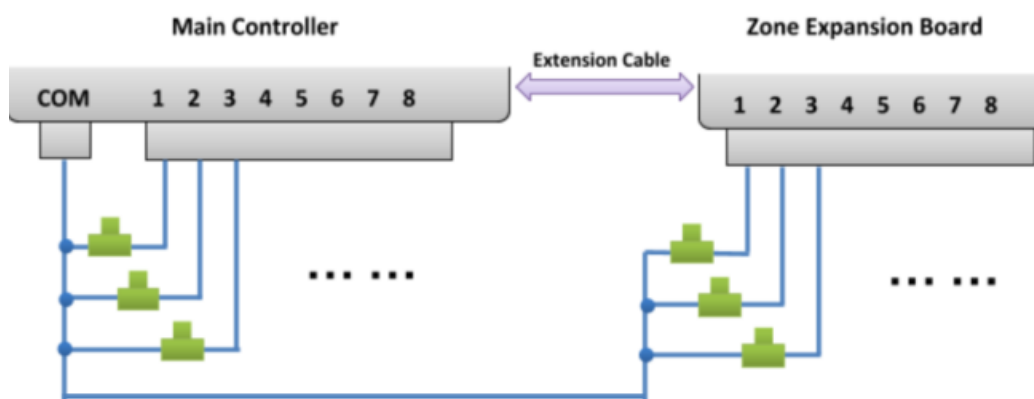 Main Controller
Zone Expansion Board
Extension Cable
COM 1 2 3 4 5 6 7 8
1 2 3 4 5 6 7 8
... ...
... ...